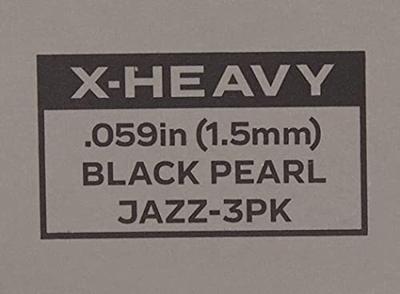 X-HEAVY
.059in (1.5mm)
BLACK PEARL
JAZZ-3PK